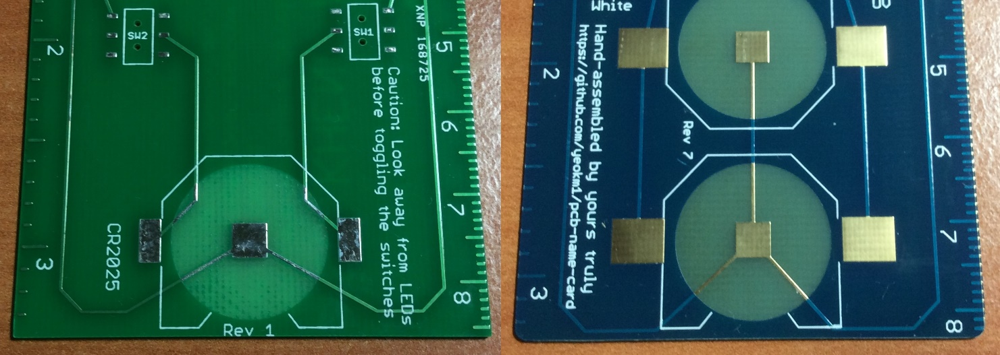 2
3
SW2
SW1
XNP 168725
5
6
7
8
Caution: Look away from LEDs
before toggling the switches
CR2025
Rev 1
White
2
3
Hand-assembled by yours truly
https://github.com/yeokm1/pcb-name-card
Rev 7
5
6
7
8